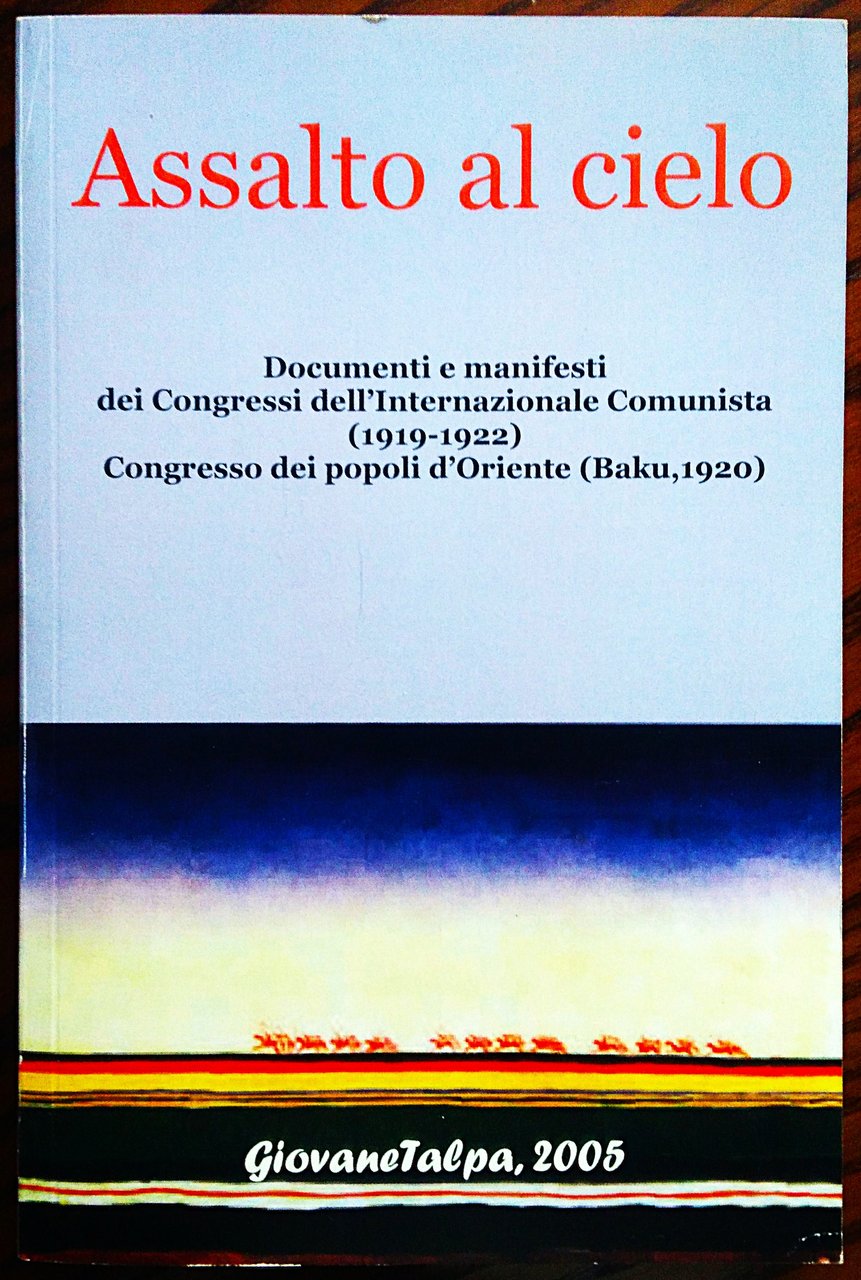 Assalto al cielo
Documenti e manifesti
dei Congressi dell’Internazionale Comunista
(1919-1922)
Congresso dei popoli d’Oriente (Baku,1920)
GiovaneTalpa, 2005